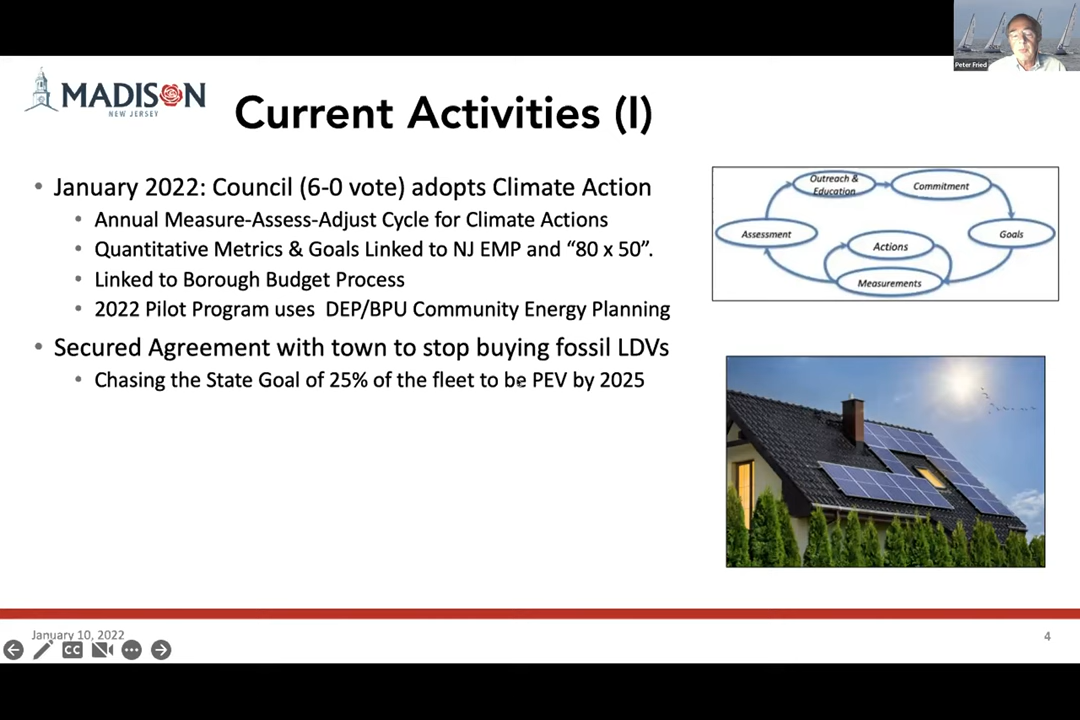 Peter Fried
MADISON
NEW JERSEY
Current Activities (I)
• January 2022: Council (6-0 vote) adopts Climate Action
• Annual Measure-Assess-Adjust Cycle for Climate Actions
• Quantitative Metrics & Goals Linked to NJ EMP and “80 x 50”.
• Linked to Borough Budget Process
• 2022 Pilot Program uses DEP/BPU Community Energy Planning
• Secured Agreement with town to stop buying fossil LDVs
• Chasing the State Goal of 25% of the fleet to be PEV by 2025
Outreach &
Education
Commitment
Assessment
Goals
Actions
Measurements
January 10, 2022
4
CC